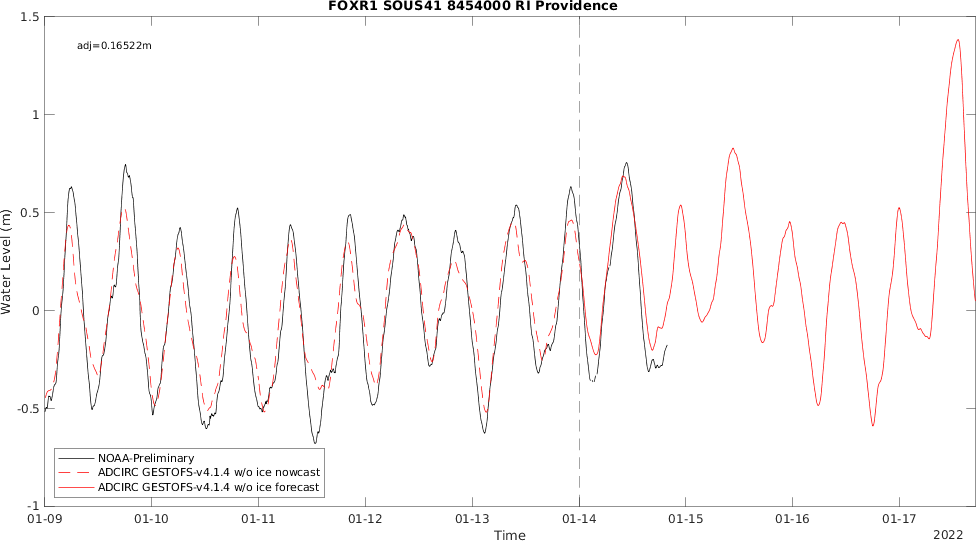 FOXR1 SOUS41 8454000 RI Providence
adj=0.16522m
1.5
1
0.5
0
-0.5
-1
Water Level (m)
NOAA-Preliminary
ADCIRC GESTOFS-v4.1.4 w/o ice nowcast
ADCIRC GESTOFS-v4.1.4 w/o ice forecast
01-09 01-10 01-11 01-12 01-13 01-14 01-15 01-16 01-17
Time
2022